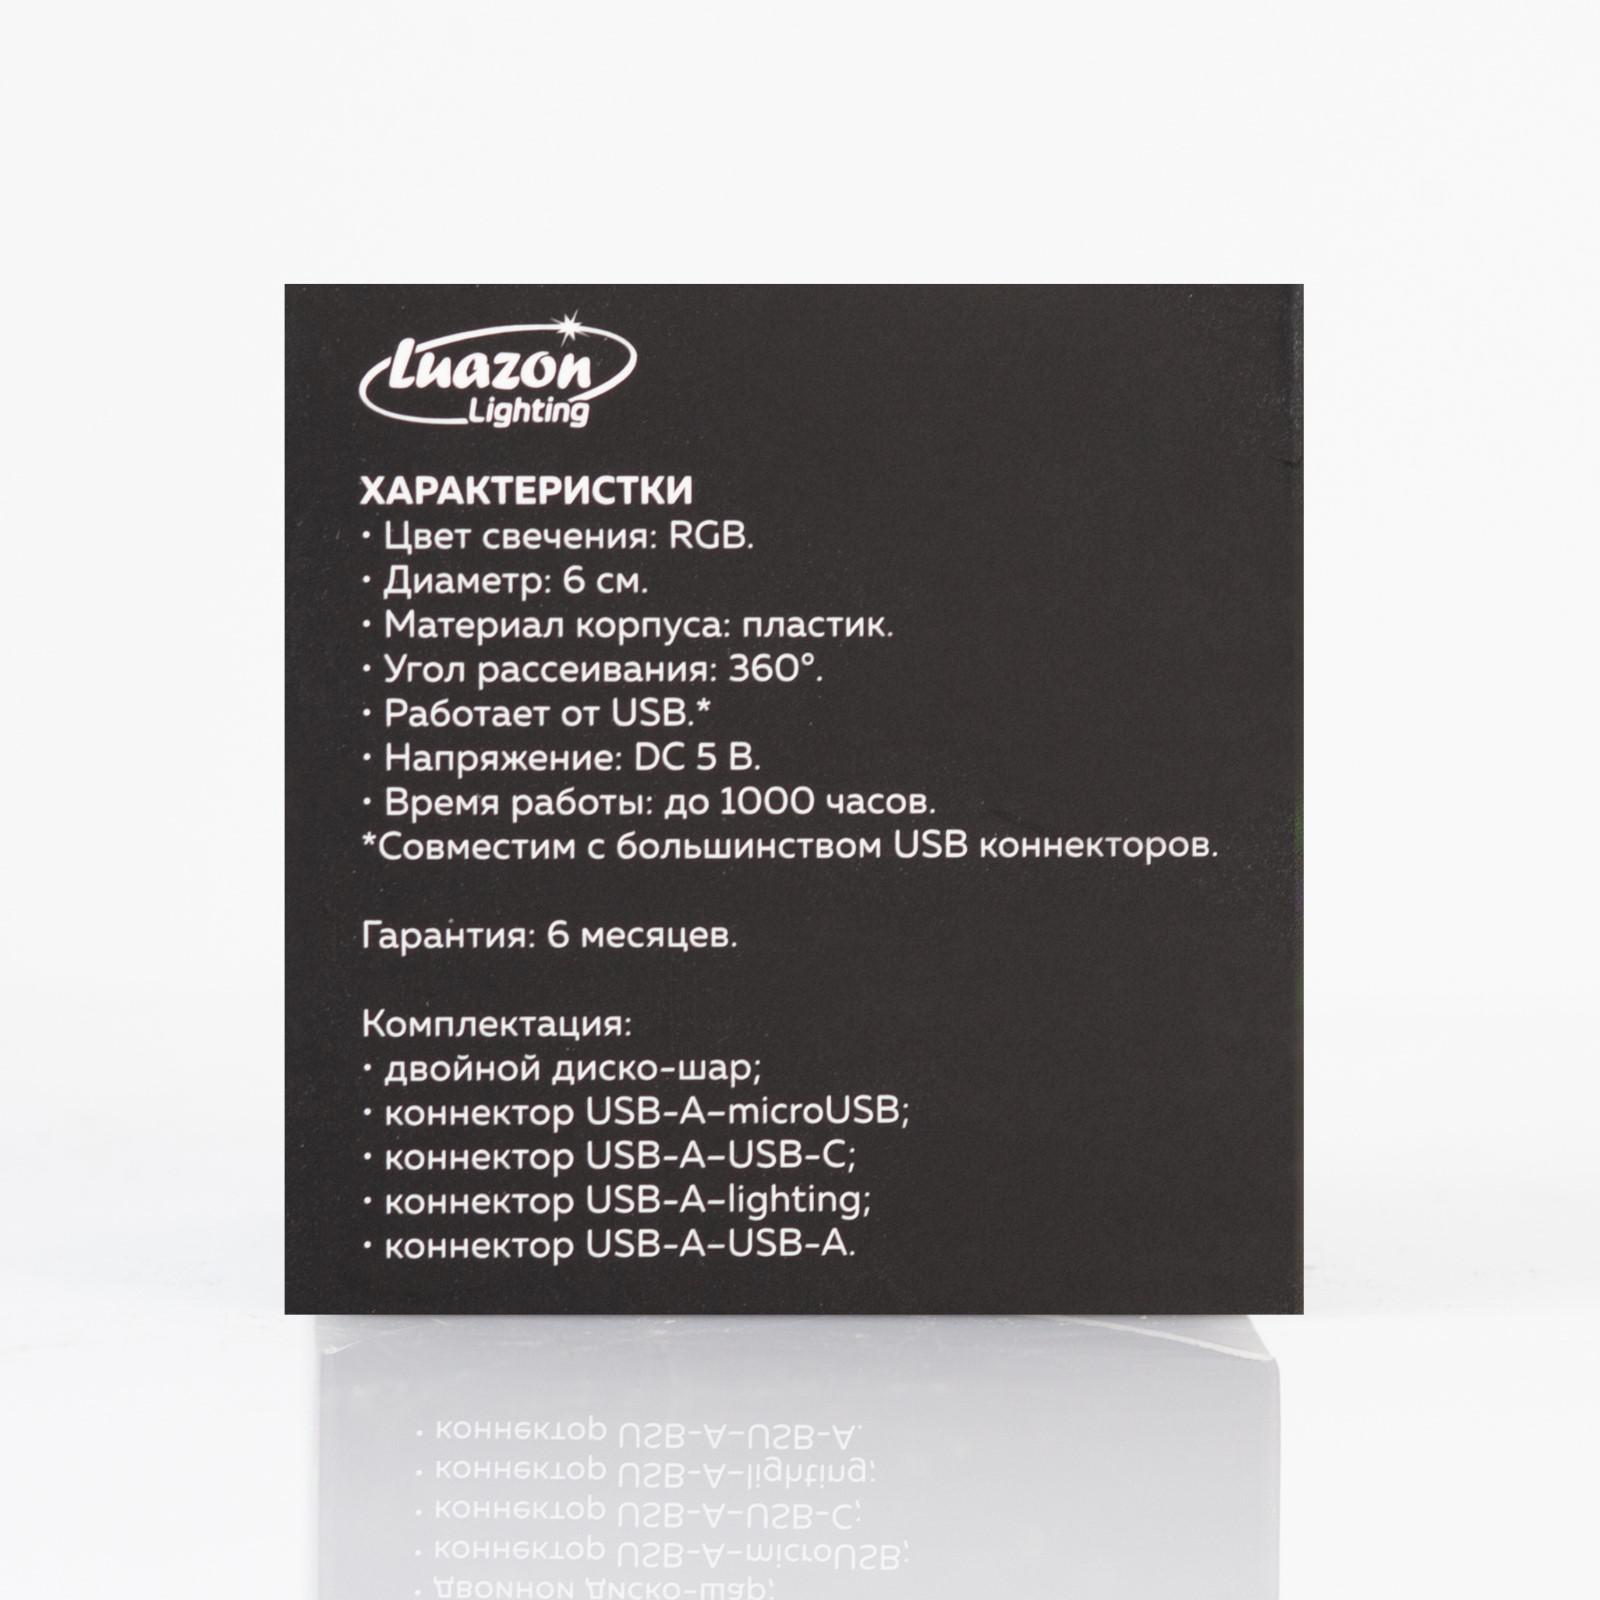 Luazon
Lighting
ХАРАКТЕРИСТКИ
· Цвет свечения: RGB.
· Диаметр: 6 см.
· Материал корпуса: пластик.
· Угол рассеивания: 360°.
· Работает от USB.*
· Напряжение: DC 5 В.
· Время работы: до 1000 часов.
*Совместим с большинством USB коннекторов.
Гарантия: 6 месяцев.
Комплектация:
· двойной диско-шар;
· коннектор USB-A-microUSB;
· коннектор USB-A-USB-C;
· коннектор USB-A-lighting;
· коннектор USB-A-USB-A.